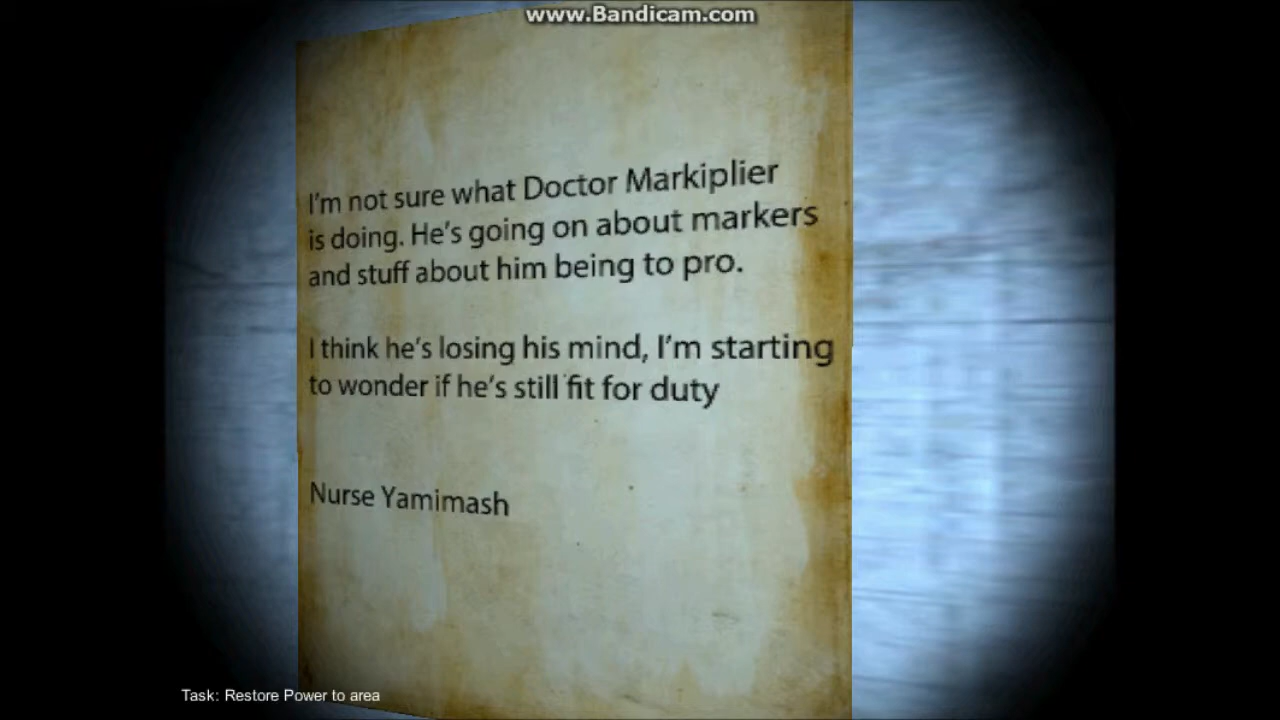 www.Bandicam.com
I'm not sure what Doctor Markiplier
is doing. He's going on about markers
and stuff about him being to pro.
I think he's losing his mind, I'm starting
to wonder if he's still fit for duty
Nurse Yamimash
Task: Restore Power to area